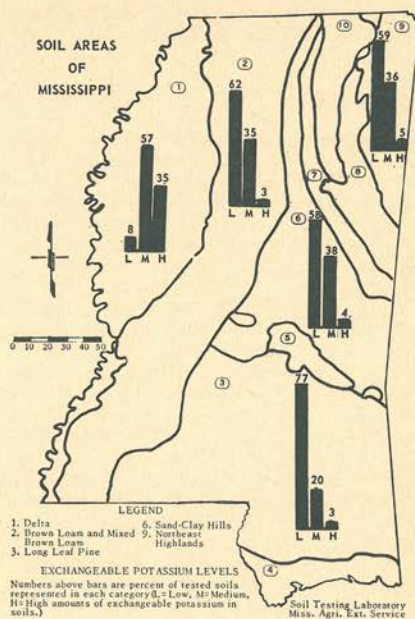 SOIL AREAS
OF
MISSISSIPPI
1
2
10
9
62
35
3
L M H
57
35
8
L M H
59
36
5
L M H
8
7
6
58
38
4.
L M H
0 10 20 30 40 50
5
3
77
20
3
L M H
4
LEGEND
1. Delta
2. Brown Loam and Mixed
Brown Loam
3. Long Leaf Pine
6. Sand-Clay Hills
9. Northeast
Highlands
EXCHANGEABLE POTASSIUM LEVELS
Numbers above bars are percent of tested soils
represented in each category (L=Low, M=Medium,
H=High amounts of exchangeable potassium in
soils.)
Soil Testing Laboratory
Miss. Agri. Ext. Service